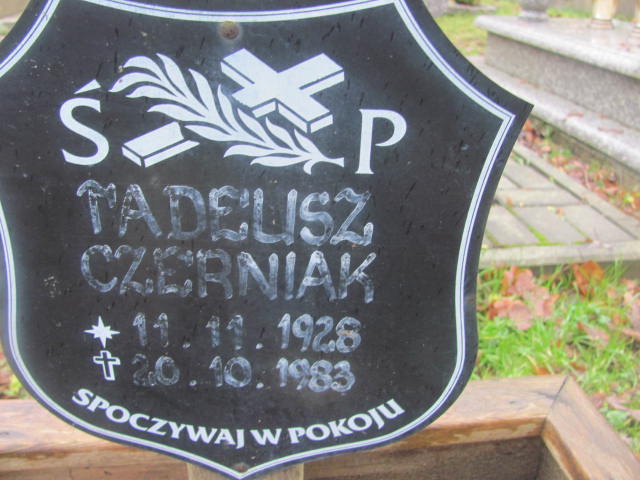 Ś P
TADEUSZ
CZERNIAK
11.11.1928
20.10.1983
SPOCZYWAJ W POKOJU